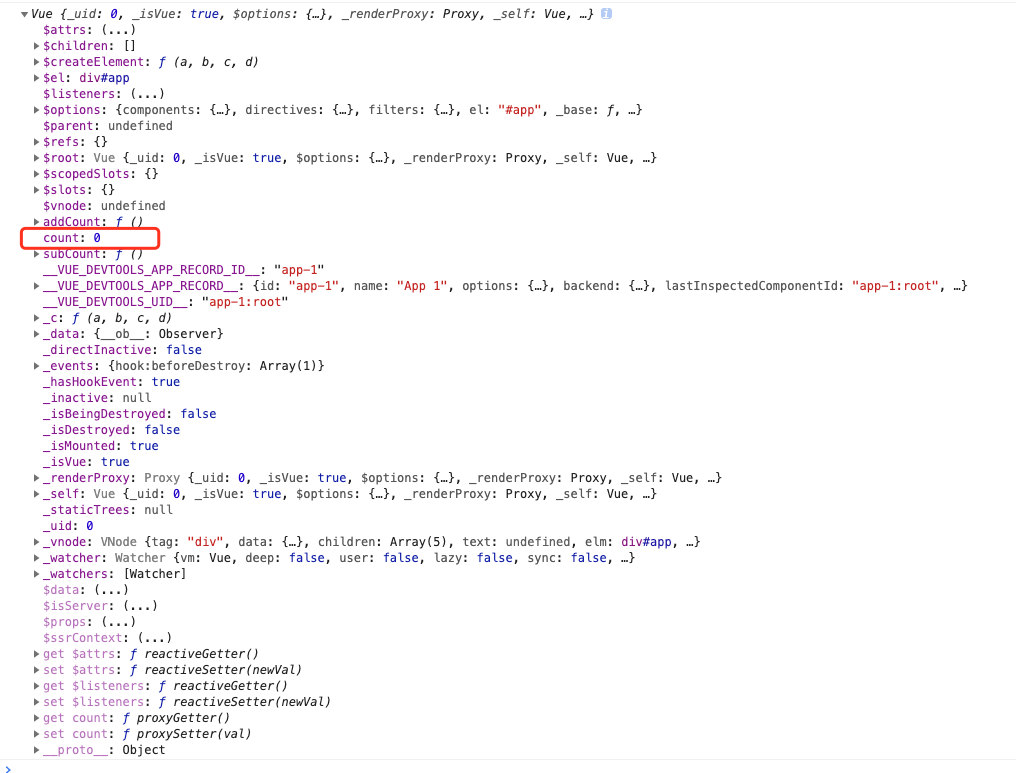 Vue {_uid: 0, _isVue: true, $options: {…}, _renderProxy: Proxy, _self: Vue, …} i
$attrs: (...)
$children: []
$createElement: ƒ (a, b, c, d)
$el: div#app
$listeners: (...)
$options: {components: {…}, directives: {…}, filters: {…}, el: "#app", _base: ƒ, …}
$parent: undefined
$refs: {}
$root: Vue {_uid: 0, _isVue: true, $options: {…}, _renderProxy: Proxy, _self: Vue, …}
$scopedSlots: {}
$slots: {}
$vnode: undefined
addCount: ƒ ()
count: 0
subCount: ƒ ()
__VUE_DEVTOOLS_APP_RECORD_ID__: "app-1"
__VUE_DEVTOOLS_APP_RECORD__: {id: "app-1", name: "App 1", options: {…}, backend: {…}, lastInspectedComponentId: "app-1:root", …}
__VUE_DEVTOOLS_UID__: "app-1:root"
_c: ƒ (a, b, c, d)
_data: {__ob__: Observer}
_directInactive: false
_events: {hook:beforeDestroy: Array(1)}
_hasHookEvent: true
_inactive: null
_isBeingDestroyed: false
_isDestroyed: false
_isMounted: true
_isVue: true
_renderProxy: Proxy {_uid: 0, _isVue: true, $options: {…}, _renderProxy: Proxy, _self: Vue, …}
_self: Vue {_uid: 0, _isVue: true, $options: {…}, _renderProxy: Proxy, _self: Vue, …}
_staticTrees: null
_uid: 0
_vnode: VNode {tag: "div", data: {…}, children: Array(5), text: undefined, elm: div#app, …}
_watcher: Watcher {vm: Vue, deep: false, user: false, lazy: false, sync: false, …}
_watchers: [Watcher]
$data: (...)
$isServer: (...)
$props: (...)
$ssrContext: (...)
get $attrs: ƒ reactiveGetter()
set $attrs: ƒ reactiveSetter(newVal)
get $listeners: ƒ reactiveGetter()
set $listeners: ƒ reactiveSetter(newVal)
get count: ƒ proxyGetter()
set count: ƒ proxySetter(val)
__proto__: Object